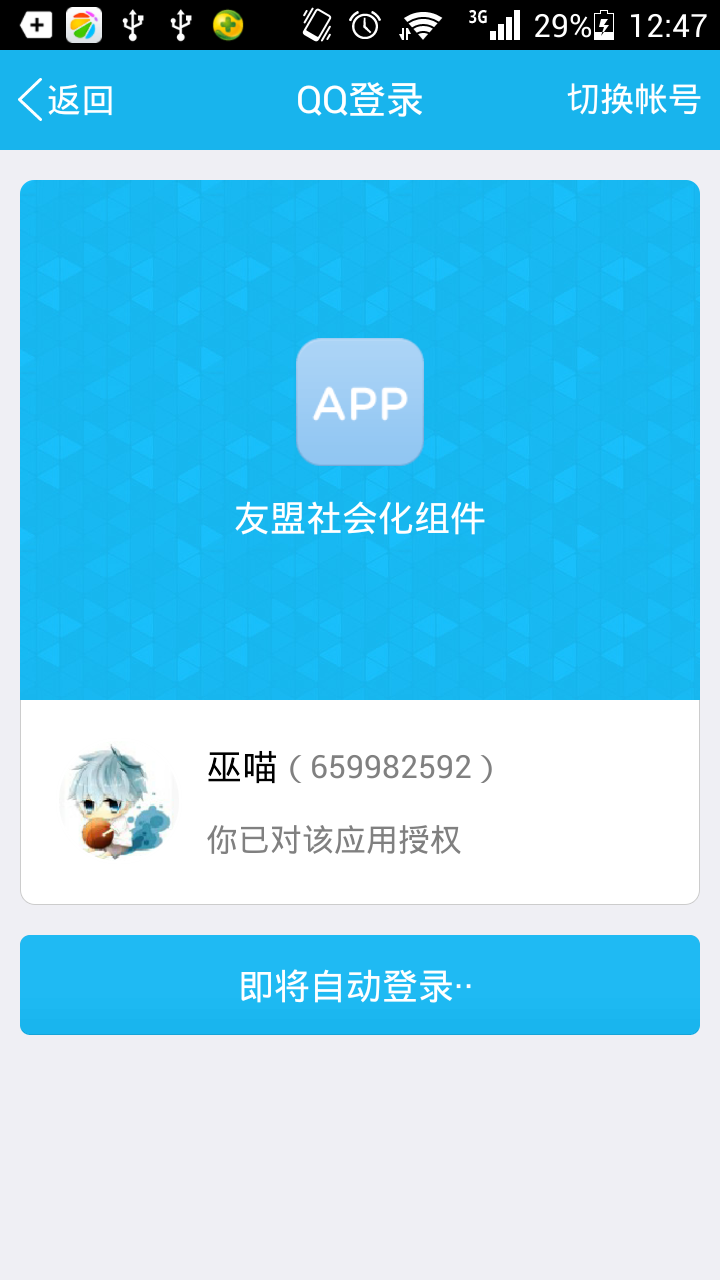 3G 29% 12:47
返回 QQ登录 切换帐号
APP
友盟社会化组件
巫喵（659982592）
你已对该应用授权
即将自动登录··